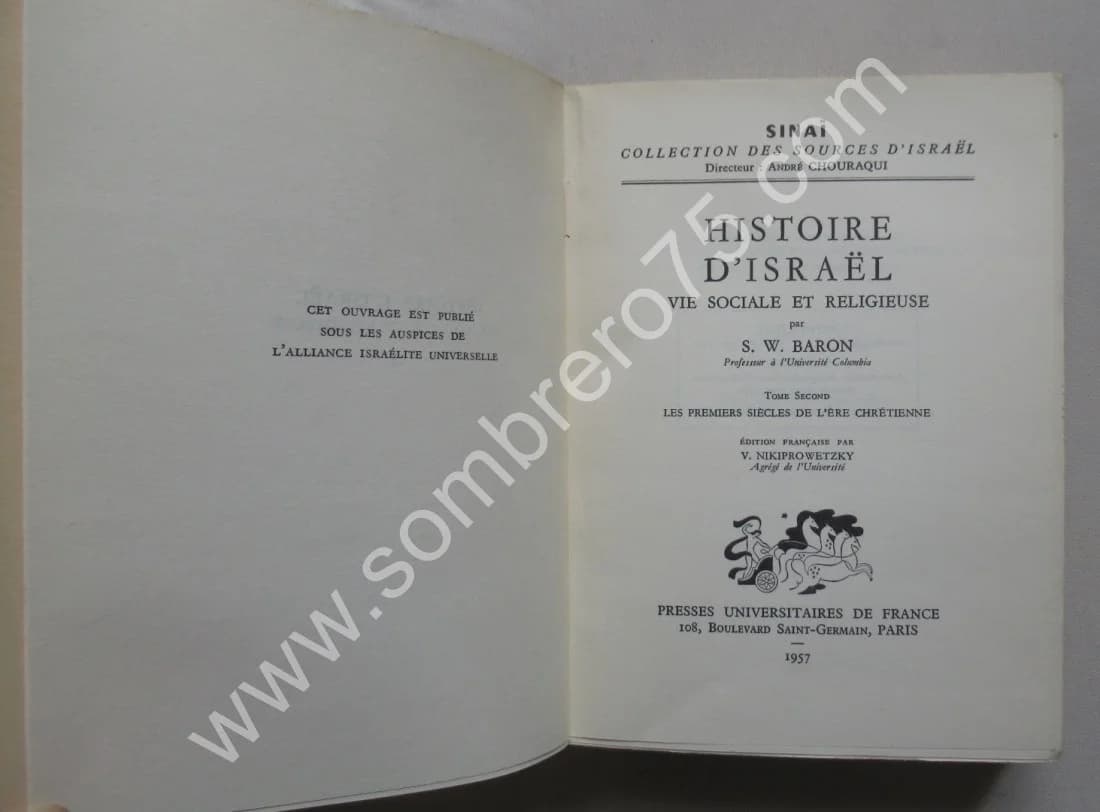 CET OUVRAGE EST PUBLIÉ
SOUS LES AUSPICES DE
L'ALLIANCE ISRAÉLITE UNIVERSELLE
SINAÏ
COLLECTION DES SOURCES D'ISRAËL
Directeur : ANDRÉ CHOURAQUI
HISTOIRE
D'ISRAËL
VIE SOCIALE ET RELIGIEUSE
par
S. W. BARON
Professeur à l'Université Columbia
TOME SECOND
LES PREMIERS SIÈCLES DE L'ÈRE CHRÉTIENNE
ÉDITION FRANÇAISE PAR
V. NIKIPROWETZKY
Agrégé de l'Université
PRESSES UNIVERSITAIRES DE FRANCE
108, BOULEVARD SAINT-GERMAIN, PARIS
1957
www.sombrero75.com